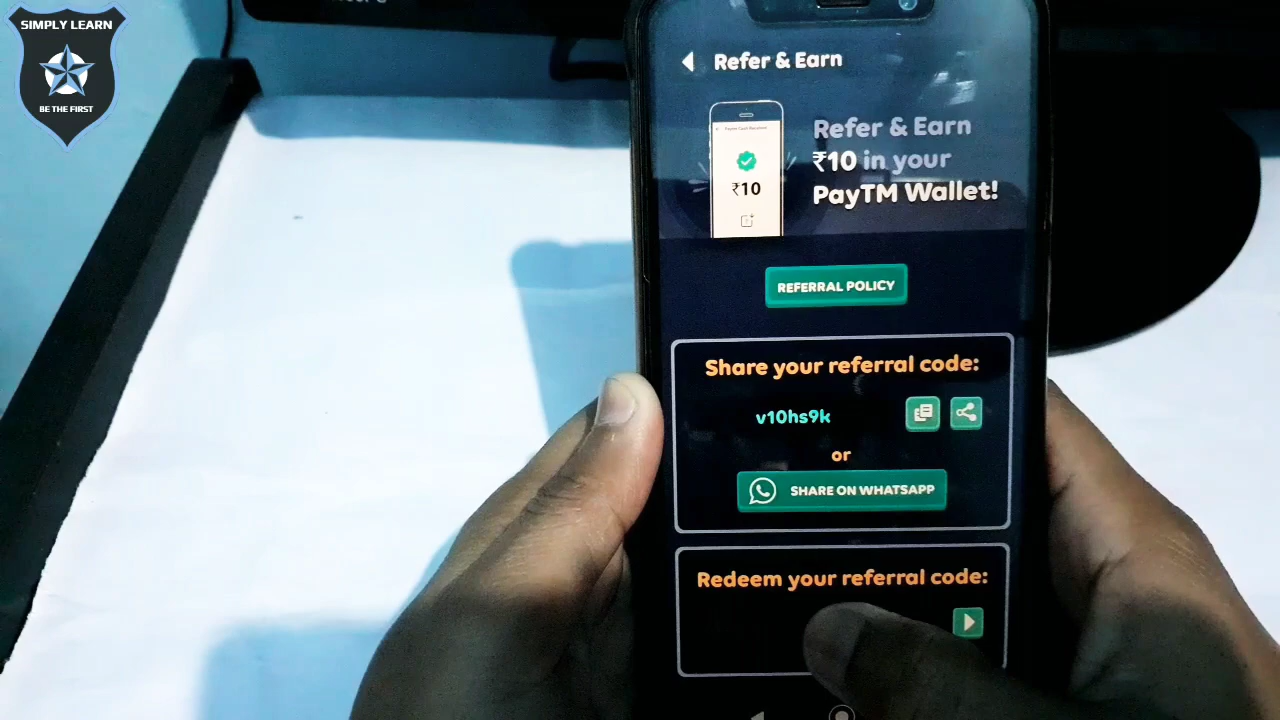 SIMPLY LEARN
BE THE FIRST
Refer & Earn
₹10
Refer & Earn
₹10 in your
PayTM Wallet!
REFERRAL POLICY
Share your referral code:
v10hs9k
or
SHARE ON WHATSAPP
Redeem your referral code: